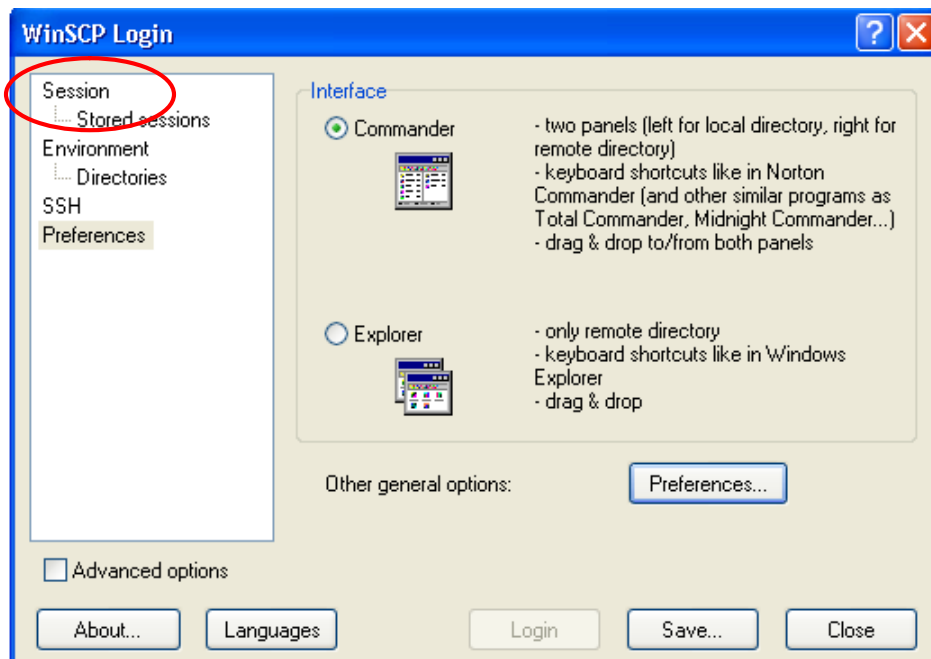 WinSCP Login
Session
Stored sessions
Environment
Directories
SSH
Preferences
Interface
Commander
- two panels (left for local directory, right for
remote directory)
- keyboard shortcuts like in Norton
Commander (and other similar programs as
Total Commander, Midnight Commander...)
- drag & drop to/from both panels
Explorer
- only remote directory
- keyboard shortcuts like in Windows
Explorer
- drag & drop
Other general options:
Preferences...
Advanced options
About...
Languages
Login
Save...
Close